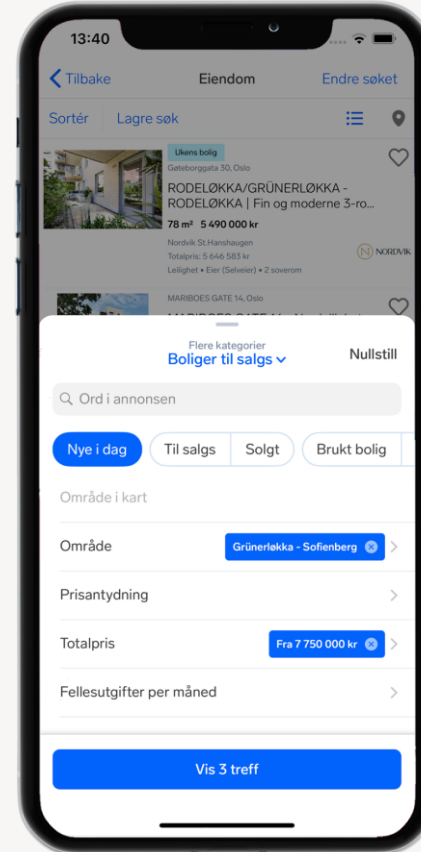 13:40
Tilbake
Eiendom
Endre søket
Sortér
Lagre søk
Ukens bolig
Gøteborggata 30, Oslo
RODELØKKA/GRÜNERLØKKA -
RODELØKKA | Fin og moderne 3-ro...
78 m² 5 490 000 kr
Nordvik St.Hanshaugen
Totalpris: 5 646 583 kr
Leilighet • Eier (Selveier) • 2 soverom
NORDVIK
MARIBOES GATE 14, Oslo
Flere kategorier
Boliger til salgs
Nullstill
Ord i annonsen
Nye i dag
Til salgs
Solgt
Brukt bolig
Område i kart
Område
Grünerløkka - Sofienberg
Prisantydning
Totalpris
Fra 7 750 000 kr
Fellesutgifter per måned
Vis 3 treff